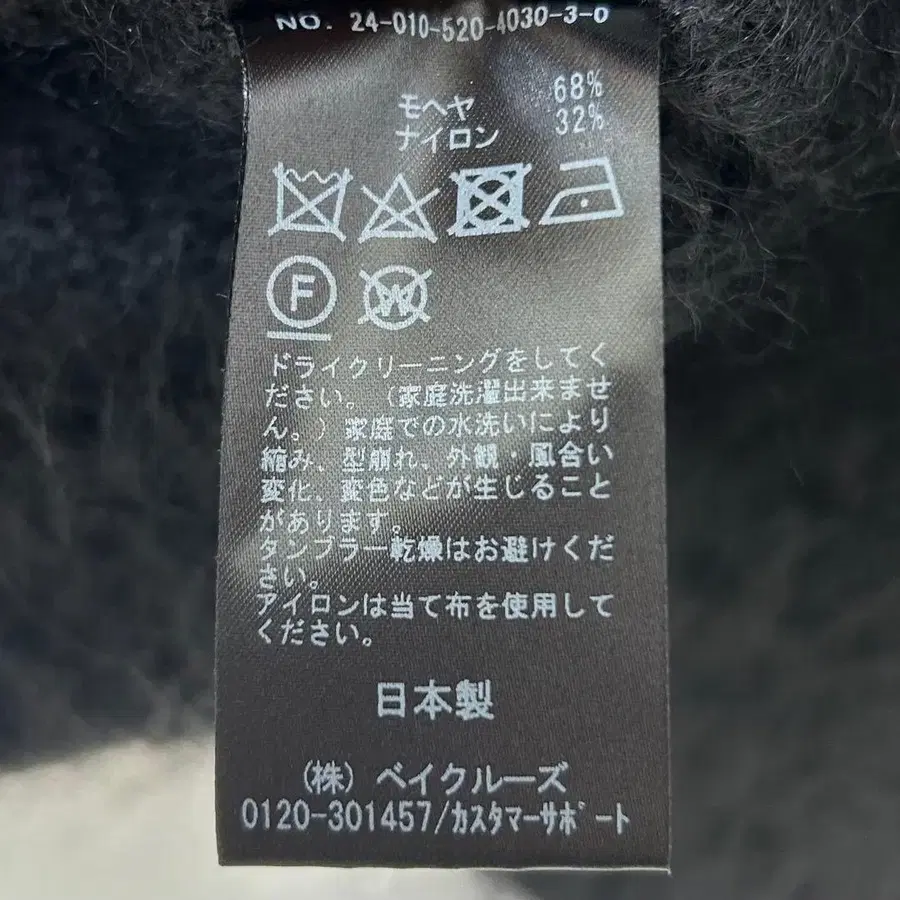 NO. 24-010-520-4030-3-0
モヘヤ 68%
ナイロン 32%
F W
ドライクリーニングをしてく
ださい。（家庭洗濯出来ませ
ん。）家庭での水洗いにより
縮み、型崩れ、外観・風合い
変化、変色などが生じること
があります。
タンブラー乾燥はお避けくだ
さい。
アイロンは当て布を使用して
ください。
日本製
(株) ベイクルーズ
0120-301457/ｶｽﾀﾏｰｻﾎﾟｰﾄ